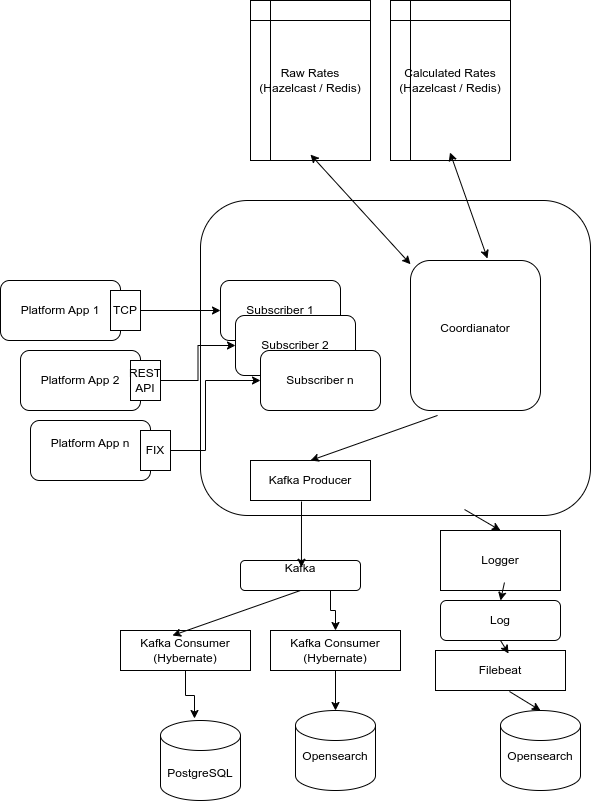 Raw Rates
(Hazelcast / Redis)
Calculated Rates
(Hazelcast / Redis)
Platform App 1
TCP
Subscriber 1
Coordianator
Subscriber 2
Platform App 2
REST
API
Subscriber n
Platform App n
FIX
Kafka Producer
Kafka
Logger
Log
Kafka Consumer
(Hybernate)
Kafka Consumer
(Hybernate)
Filebeat
PostgreSQL
Opensearch
Opensearch